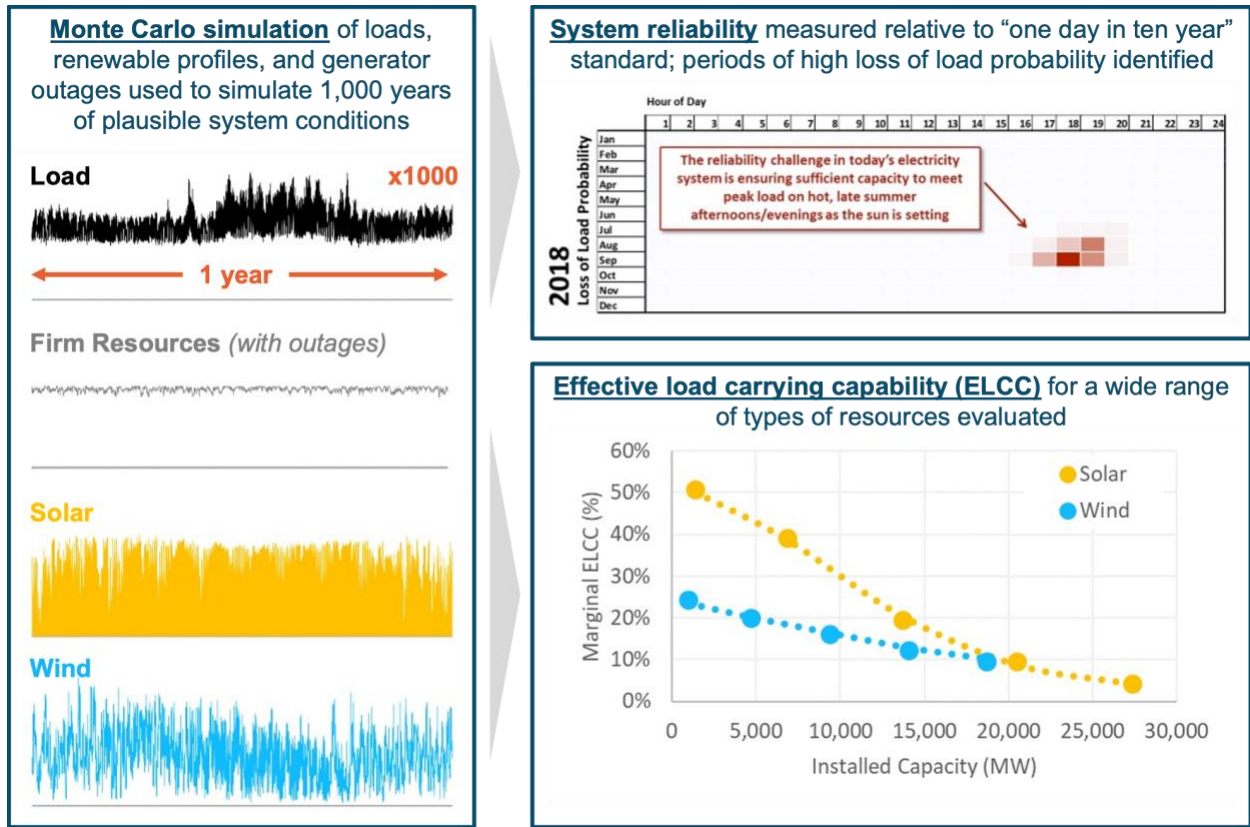 Monte Carlo simulation of loads,
renewable profiles, and generator
outages used to simulate 1,000 years
of plausible system conditions
Load
x1000
1 year
Firm Resources (with outages)
Solar
Wind
System reliability measured relative to “one day in ten year”
standard; periods of high loss of load probability identified
Hour of Day
1 2 3 4 5 6 7 8 9 10 11 12 13 14 15 16 17 18 19 20 21 22 23 24
2018
Loss of Load Probability
Jan
Feb
Mar
Apr
May
Jun
Jul
Aug
Sep
Oct
Nov
Dec
The reliability challenge in today’s electricity
system is ensuring sufficient capacity to meet
peak load on hot, late summer
afternoons/evenings as the sun is setting
Effective load carrying capability (ELCC) for a wide range
of types of resources evaluated
Marginal ELCC (%)
60%
50%
40%
30%
20%
10%
0%
Solar
Wind
0 5,000 10,000 15,000 20,000 25,000 30,000
Installed Capacity (MW)